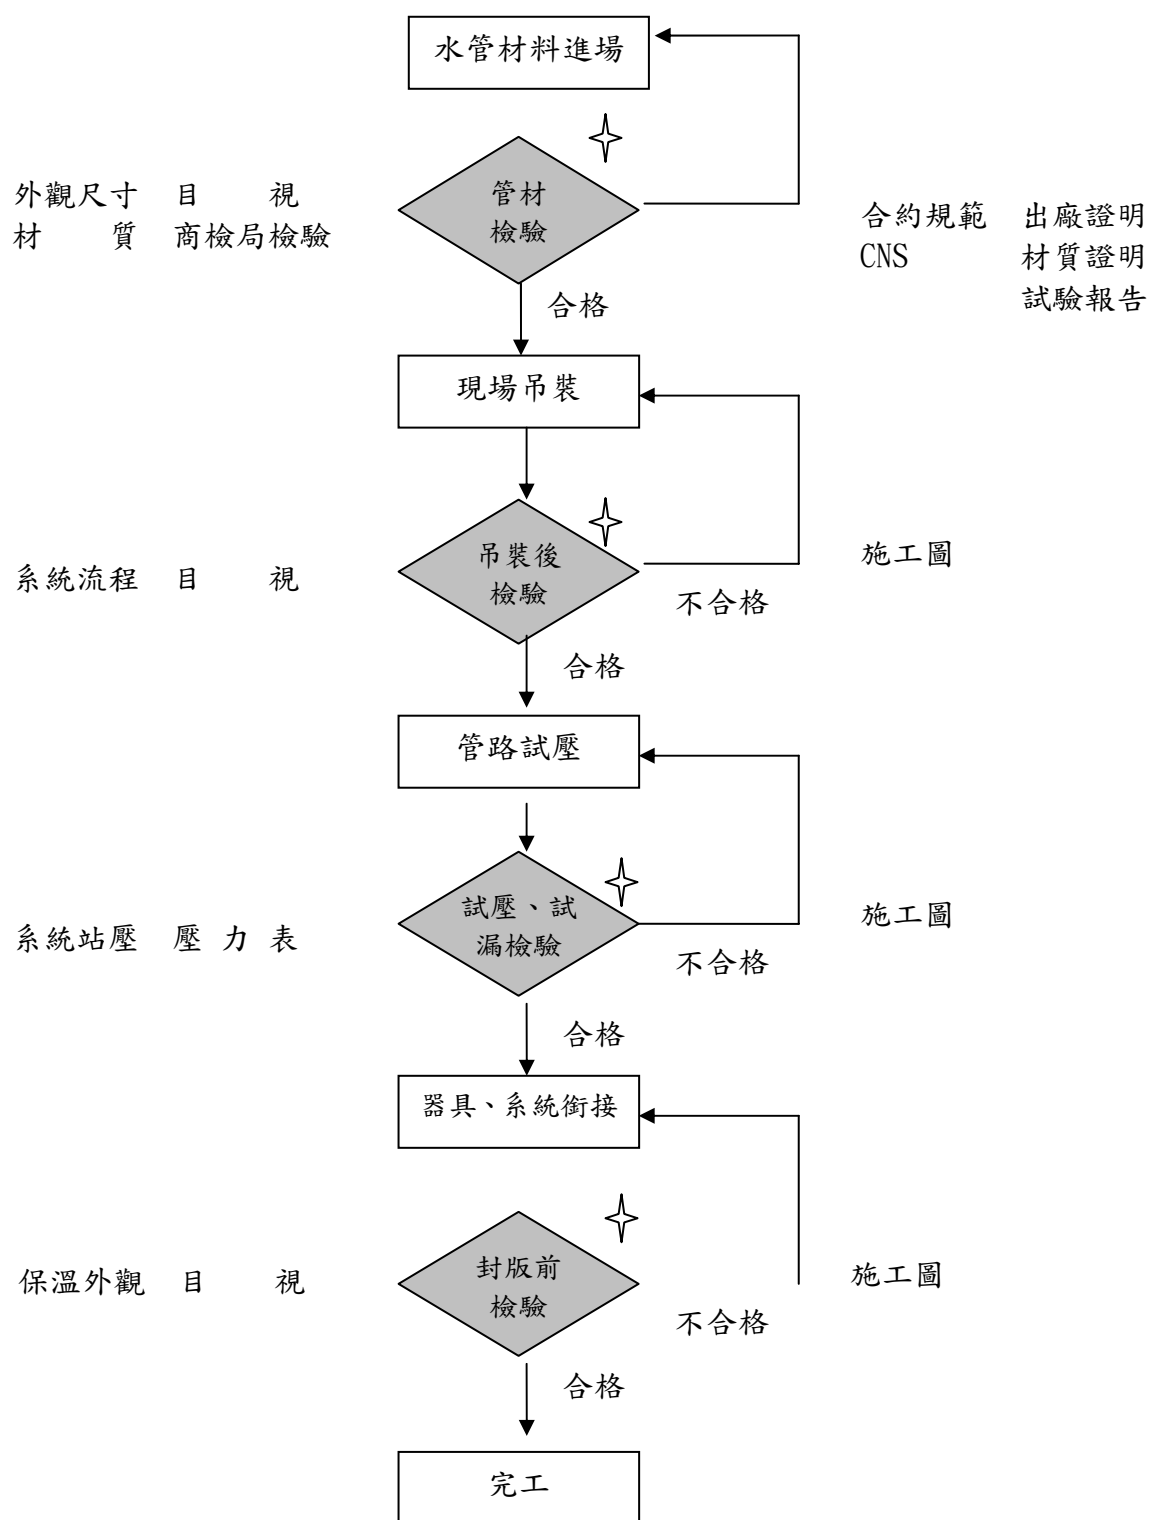 水管材料進場
外觀尺寸 目 視
材 質 商檢局檢驗
管材
檢驗
合約規範 出廠證明
CNS 材質證明
試驗報告
合格
現場吊裝
系統流程 目 視
吊裝後
檢驗
施工圖
不合格
合格
管路試壓
系統站壓 壓 力 表
試壓、試
漏檢驗
施工圖
不合格
合格
器具、系統銜接
保溫外觀 目 視
封版前
檢驗
施工圖
不合格
合格
完工